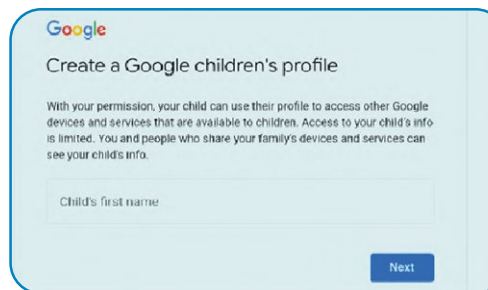 Google
Create a Google children's profile
With your permission, your child can use their profile to access other Google
devices and services that are available to children. Access to your child's info
is limited. You and people who share your family's devices and services can
see your child's info.
Child's first name
Next